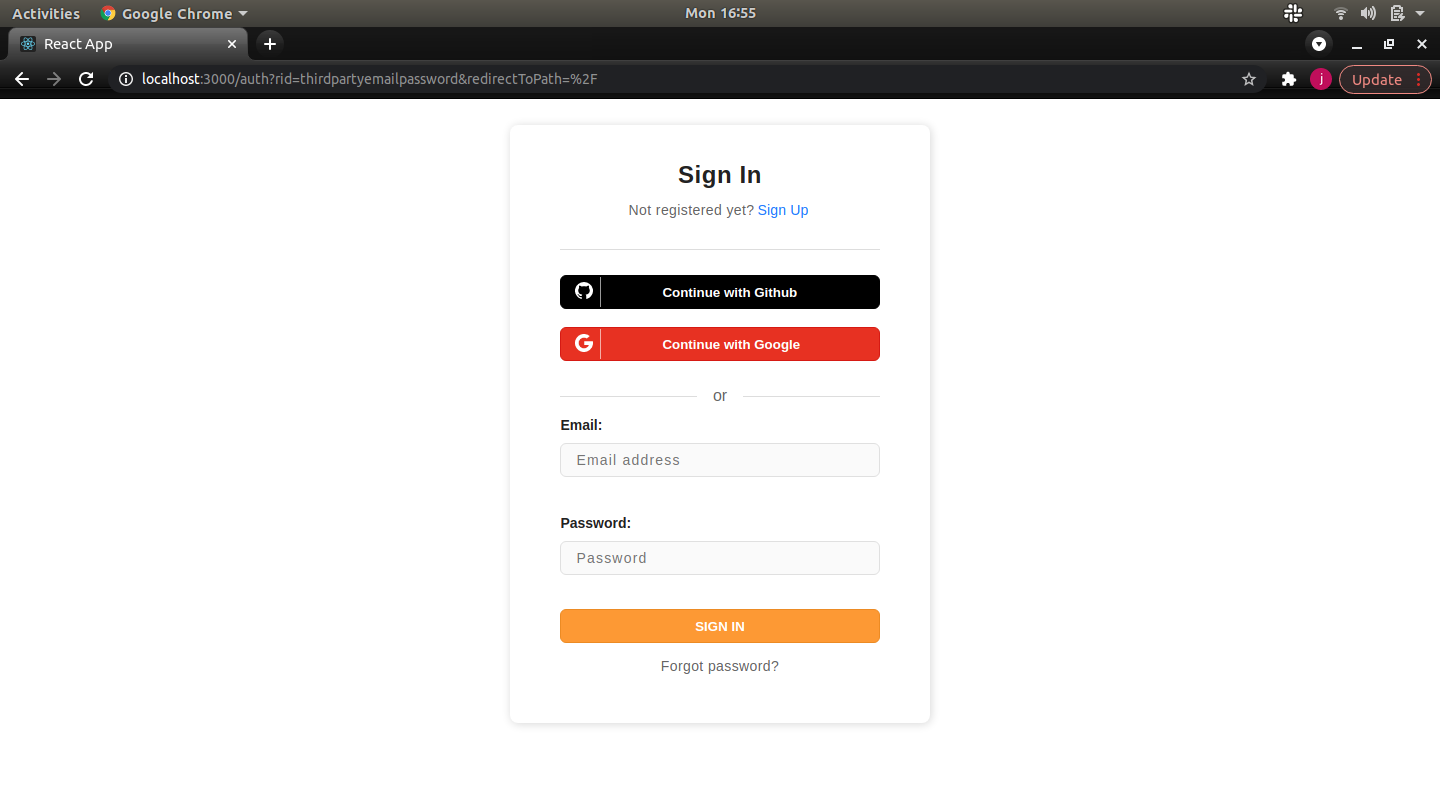 Activities Google Chrome Mon 16:55
React App
localhost:3000/auth?rid=thirdpartyemailpassword&redirectToPath=%2F j Update
Sign In
Not registered yet? Sign Up
Continue with Github
Continue with Google
or
Email:
Email address
Password:
Password
SIGN IN
Forgot password?